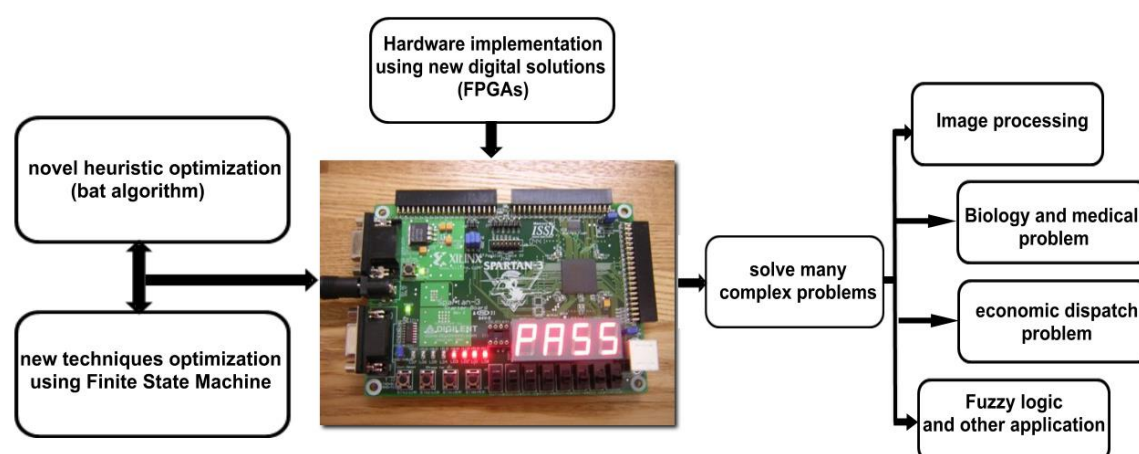 Hardware implementation
using new digital solutions
(FPGAs)
novel heuristic optimization
(bat algorithm)
new techniques optimization
using Finite State Machine
XILINX
SPARTAN-3
Spartan-3
DIGILENT
PASS
solve many
complex problems
Image processing
Biology and medical
problem
economic dispatch
problem
Fuzzy logic
and other application